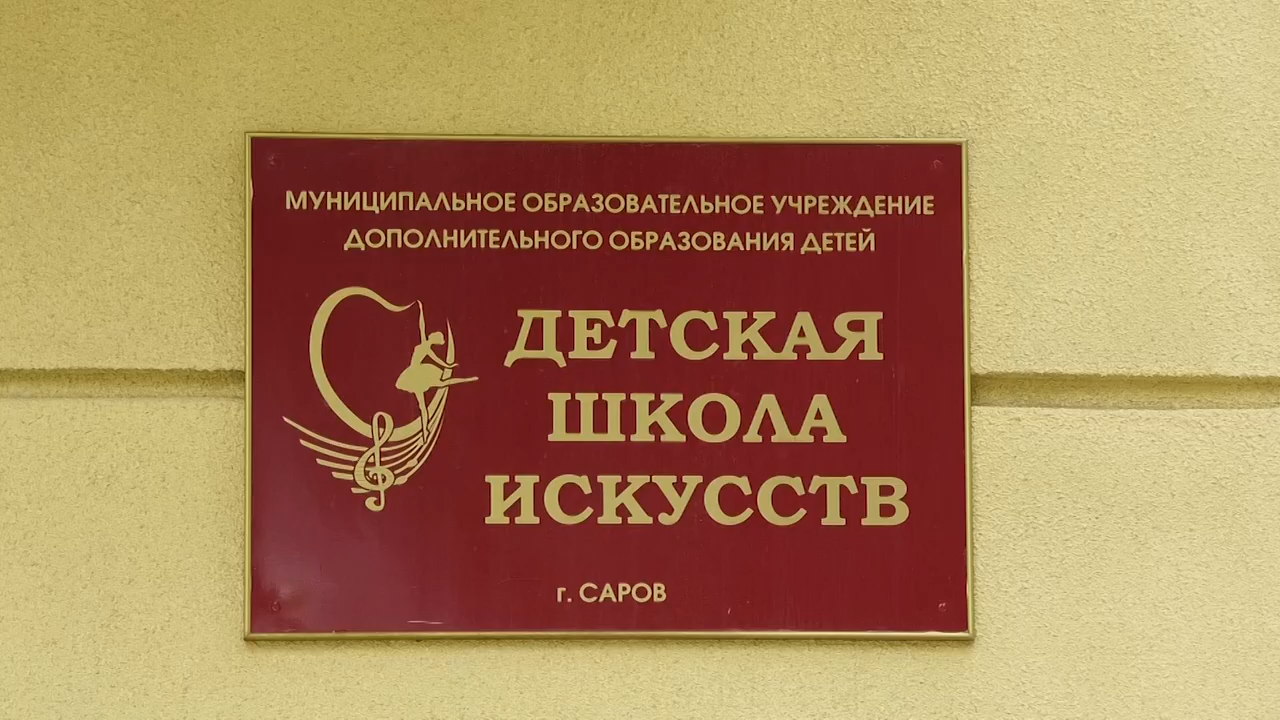 МУНИЦИПАЛЬНОЕ ОБРАЗОВАТЕЛЬНОЕ УЧРЕЖДЕНИЕ
ДОПОЛНИТЕЛЬНОГО ОБРАЗОВАНИЯ ДЕТЕЙ
ДЕТСКАЯ
ШКОЛА
ИСКУССТВ
г. САРОВ